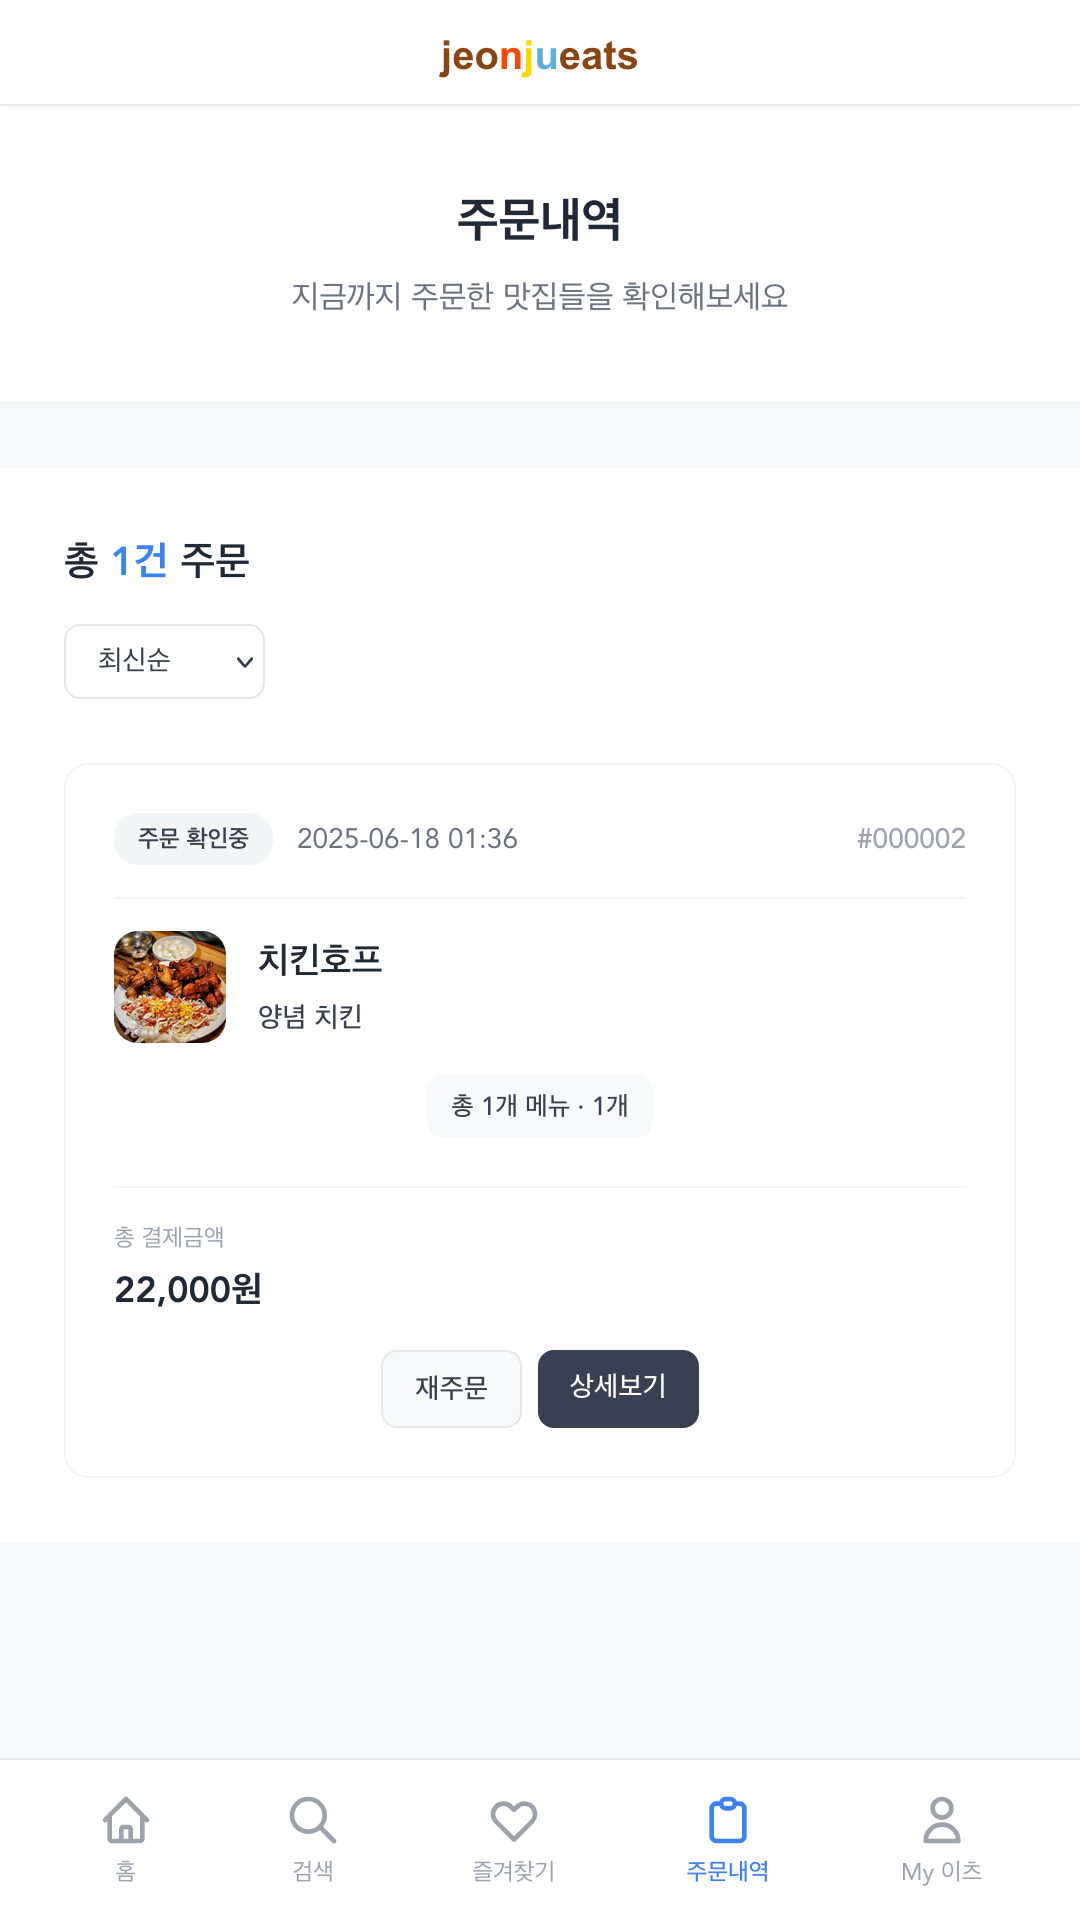 jeonjueats
주문내역
지금까지 주문한 맛집들을 확인해보세요
총 1건 주문
최신순
주문 확인중 2025-06-18 01:36 #000002
치킨호프
양념 치킨
총 1개 메뉴 · 1개
총 결제금액
22,000원
재주문 상세보기
홈 검색 즐겨찾기 주문내역 My 이츠